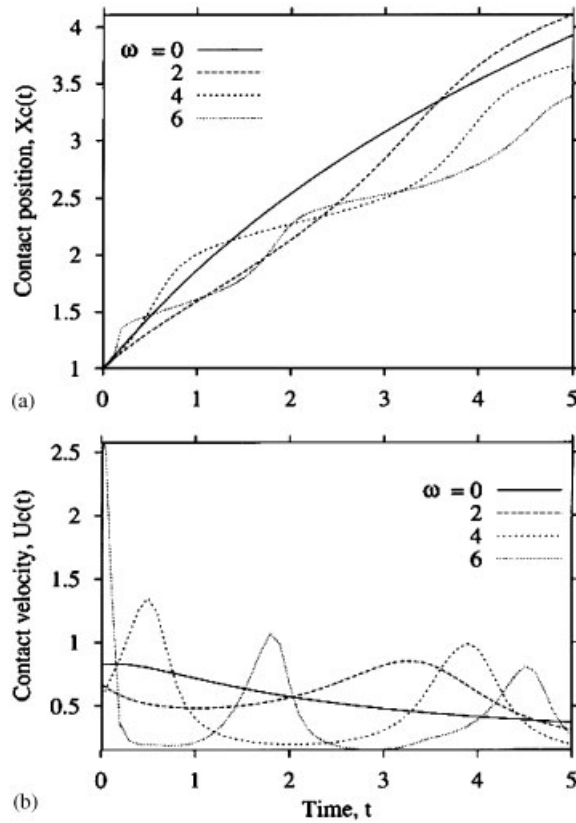 4
3.5
3
2.5
2
1.5
1
Contact position, Xc(t)
ω = 0
2
4
6
0 1 2 3 4 5
(a)
2.5
2
1.5
1
0.5
Contact velocity, Uc(t)
ω = 0
2
4
6
0 1 2 3 4 5
Time, t
(b)